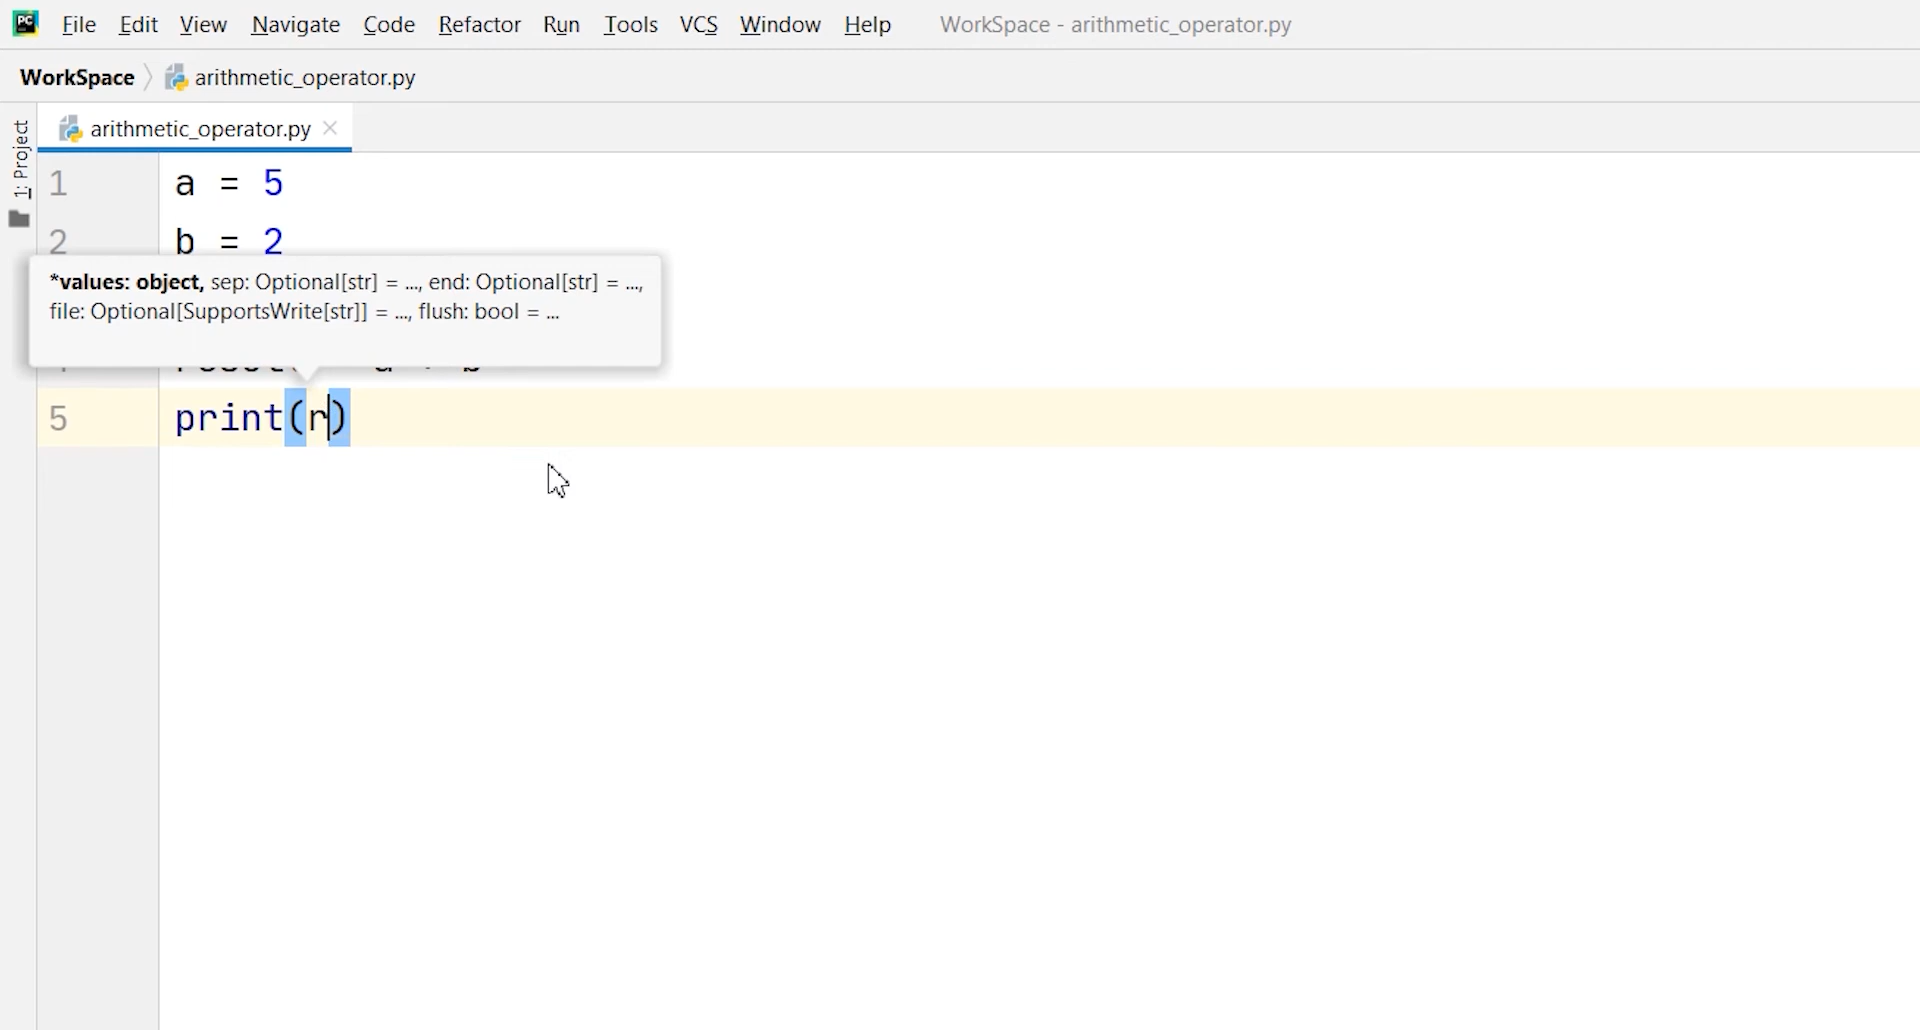 PC File Edit View Navigate Code Refactor Run Tools VCS Window Help WorkSpace - arithmetic_operator.py
WorkSpace arithmetic_operator.py
1: Project
arithmetic_operator.py
1 a = 5
2 b = 2
*values: object, sep: Optional[str] = ..., end: Optional[str] = ...,
file: Optional[SupportsWrite[str]] = ..., flush: bool = ...
5 print(r)